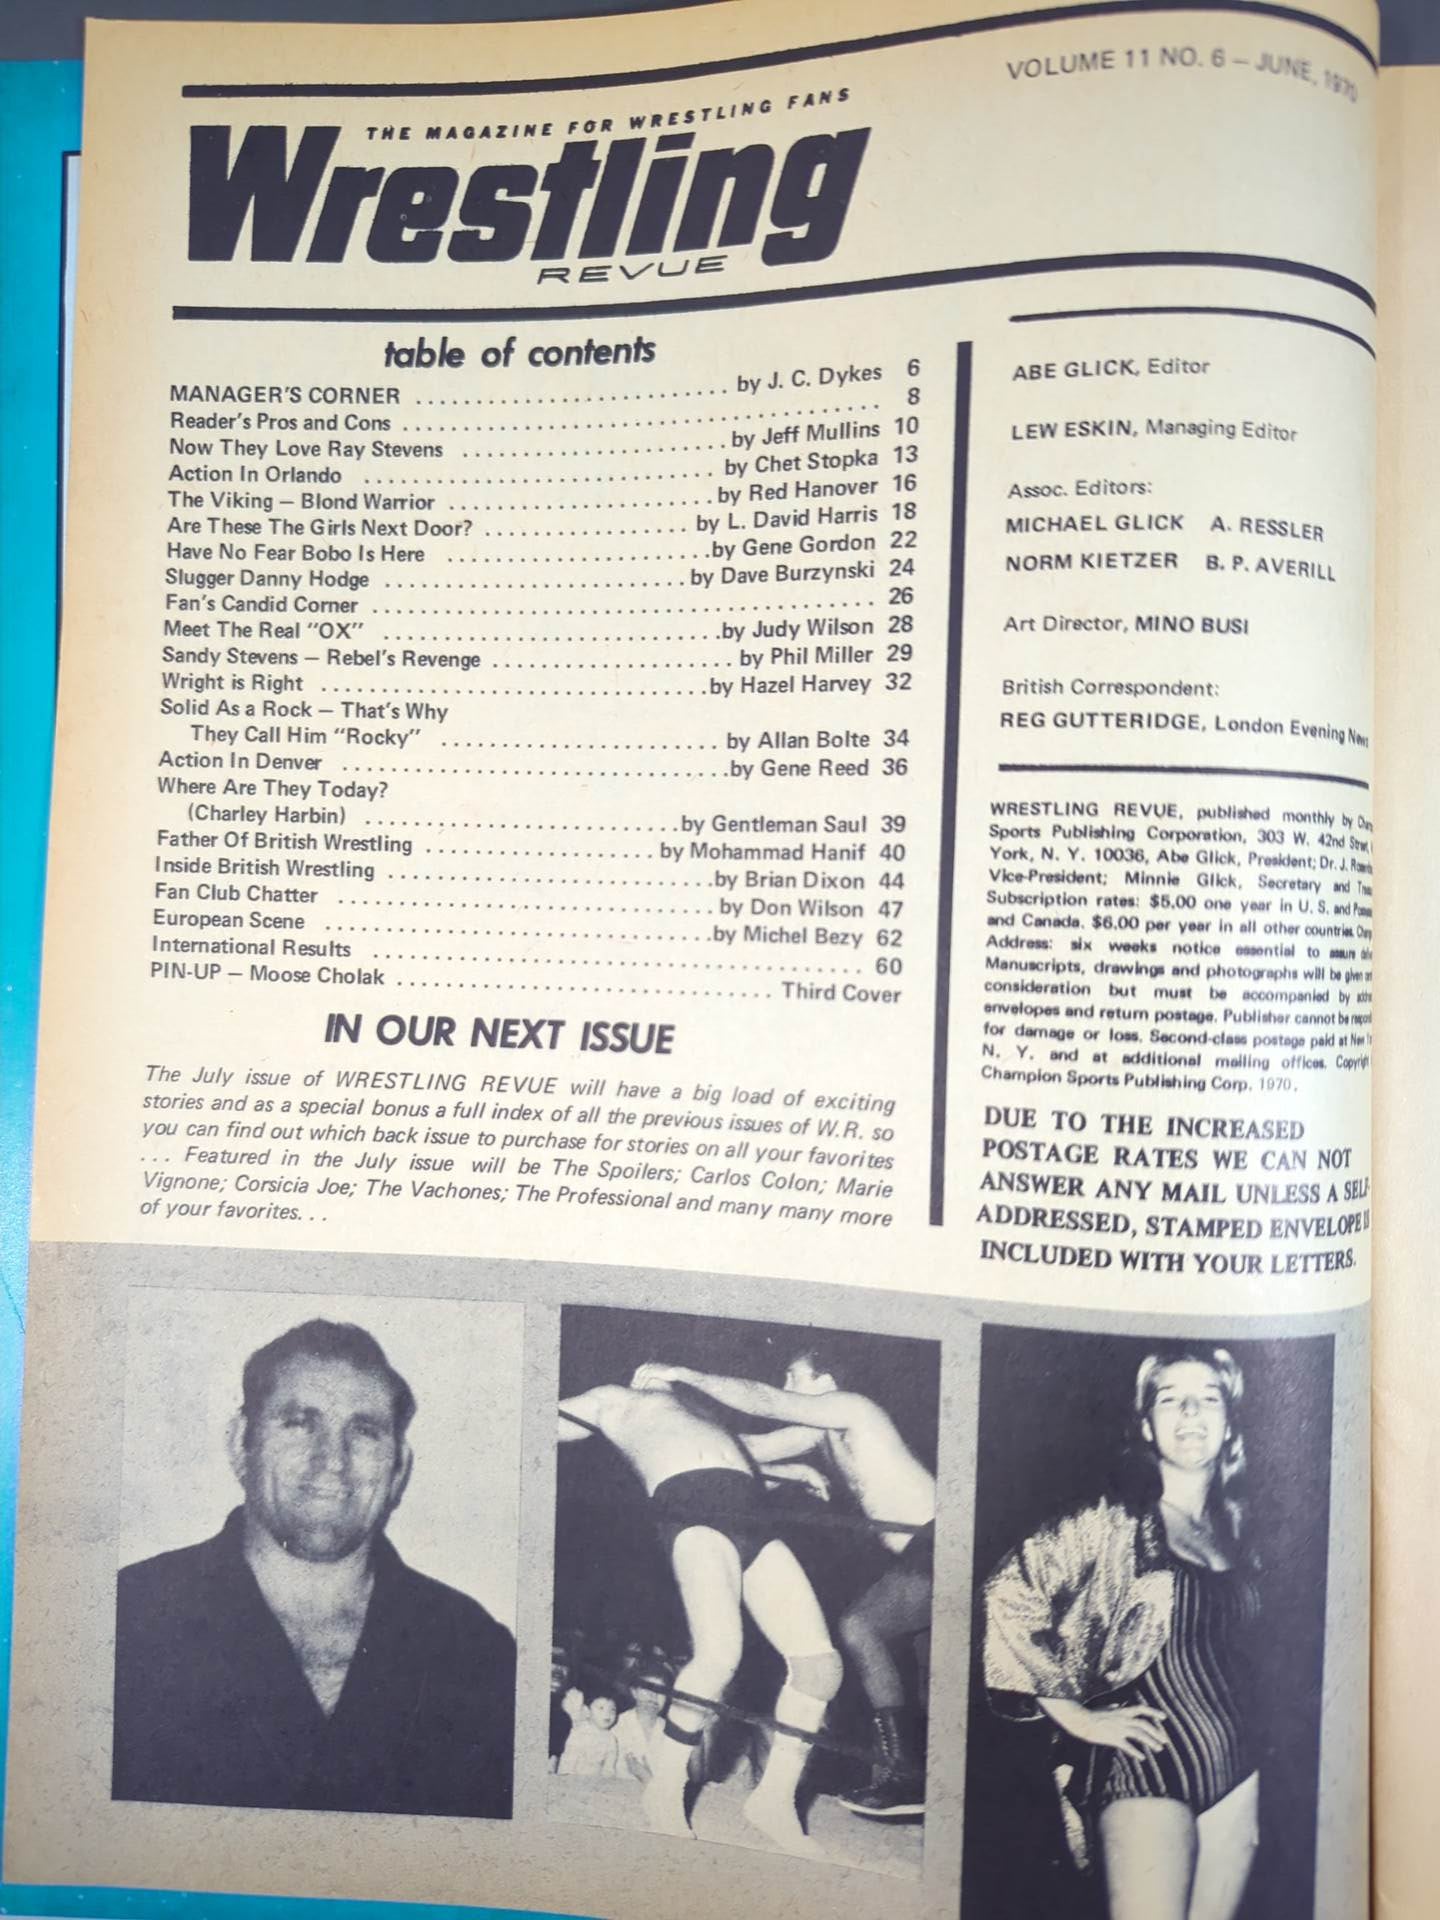 VOLUME 11 NO. 6 – JUNE, 1970
THE MAGAZINE FOR WRESTLING FANS
Wrestling
REVUE
table of contents
MANAGER'S CORNER ........................ by J. C. Dykes 6
Reader's Pros and Cons ........................................ 8
Now They Love Ray Stevens ...................... by Jeff Mullins 10
Action In Orlando ............................. by Chet Stopka 13
The Viking – Blond Warrior ...................... by Red Hanover 16
Are These The Girls Next Door? ................. by L. David Harris 18
Have No Fear Bobo Is Here ...................... by Gene Gordon 22
Slugger Danny Hodge ......................... by Dave Burzynski 24
Fan's Candid Corner ......................................... 26
Meet The Real "OX" ............................ by Judy Wilson 28
Sandy Stevens – Rebel's Revenge .................... by Phil Miller 29
Wright is Right ................................ by Hazel Harvey 32
Solid As a Rock – That's Why
They Call Him "Rocky" ....................... by Allan Bolte 34
Action In Denver ................................ by Gene Reed 36
Where Are They Today?
(Charley Harbin) .......................... by Gentleman Saul 39
Father Of British Wrestling ................... by Mohammad Hanif 40
Inside British Wrestling .......................... by Brian Dixon 44
Fan Club Chatter ............................... by Don Wilson 47
European Scene ................................ by Michel Bezy 62
International Results ......................................... 60
PIN-UP – Moose Cholak ............................... Third Cover
IN OUR NEXT ISSUE
The July issue of WRESTLING REVUE will have a big load of exciting
stories and as a special bonus a full index of all the previous issues of W.R. so
you can find out which back issue to purchase for stories on all your favorites
. . . Featured in the July issue will be The Spoilers; Carlos Colon; Marie
Vignone; Corsicia Joe; The Vachones; The Professional and many many more
of your favorites. . .
ABE GLICK, Editor
LEW ESKIN, Managing Editor
Assoc. Editors:
MICHAEL GLICK A. RESSLER
NORM KIETZER B. P. AVERILL
Art Director, MINO BUSI
British Correspondent:
REG GUTTERIDGE, London Evening News
WRESTLING REVUE, published monthly by
Sports Publishing Corporation, 303 W. 42nd Street,
York, N. Y. 10036, Abe Glick, President; Dr. J.
Vice-President; Minnie Glick, Secretary and
Subscription rates: $5.00 one year in U. S. and
and Canada. $6.00 per year in all other countries.
Address: six weeks notice essential to assure
Manuscripts, drawings and photographs will be given
consideration but must be accompanied by
envelopes and return postage. Publisher cannot be
for damage or loss. Second-class postage paid at New
N. Y. and at additional mailing offices. Copyright
Champion Sports Publishing Corp. 1970.
DUE TO THE INCREASED
POSTAGE RATES WE CAN NOT
ANSWER ANY MAIL UNLESS A SELF-
ADDRESSED, STAMPED ENVELOPE IS
INCLUDED WITH YOUR LETTERS.